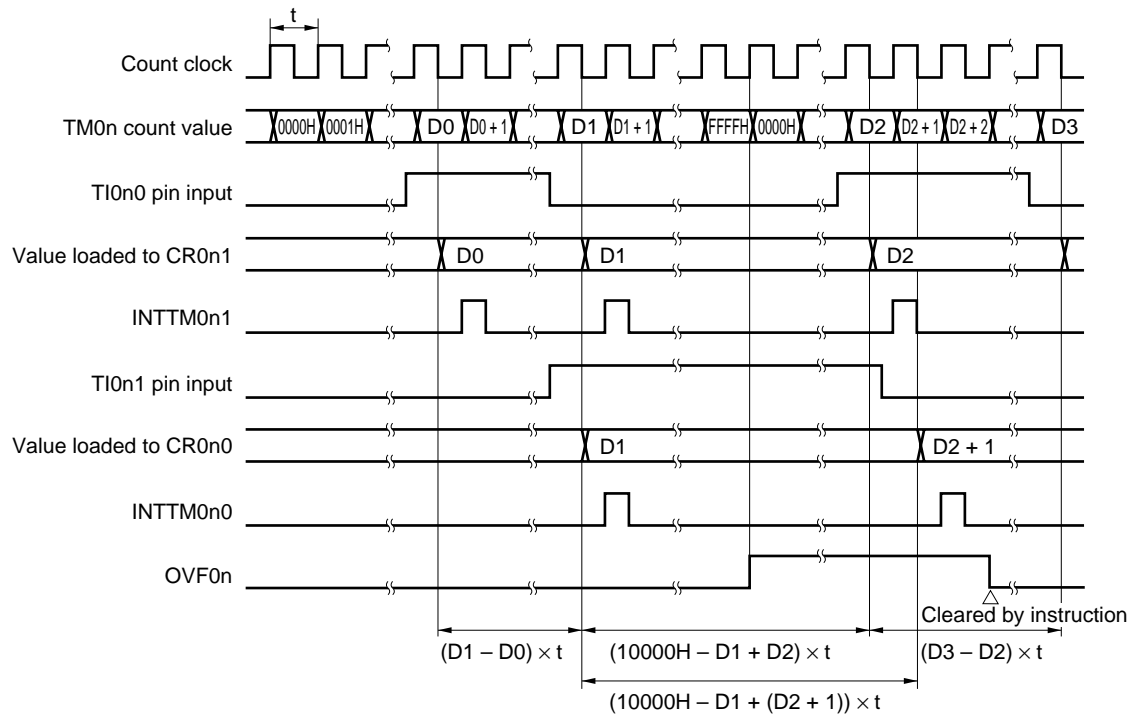 t
Count clock
TM0n count value 0000H 0001H D0 D0 + 1 D1 D1 + 1 FFFFH 0000H D2 D2 + 1 D2 + 2 D3
TI0n0 pin input
Value loaded to CR0n1 D0 D1 D2
INTTM0n1
TI0n1 pin input
Value loaded to CR0n0 D1 D2 + 1
INTTM0n0
OVF0n
Cleared by instruction
(D1 – D0) × t (10000H – D1 + D2) × t (D3 – D2) × t
(10000H – D1 + (D2 + 1)) × t